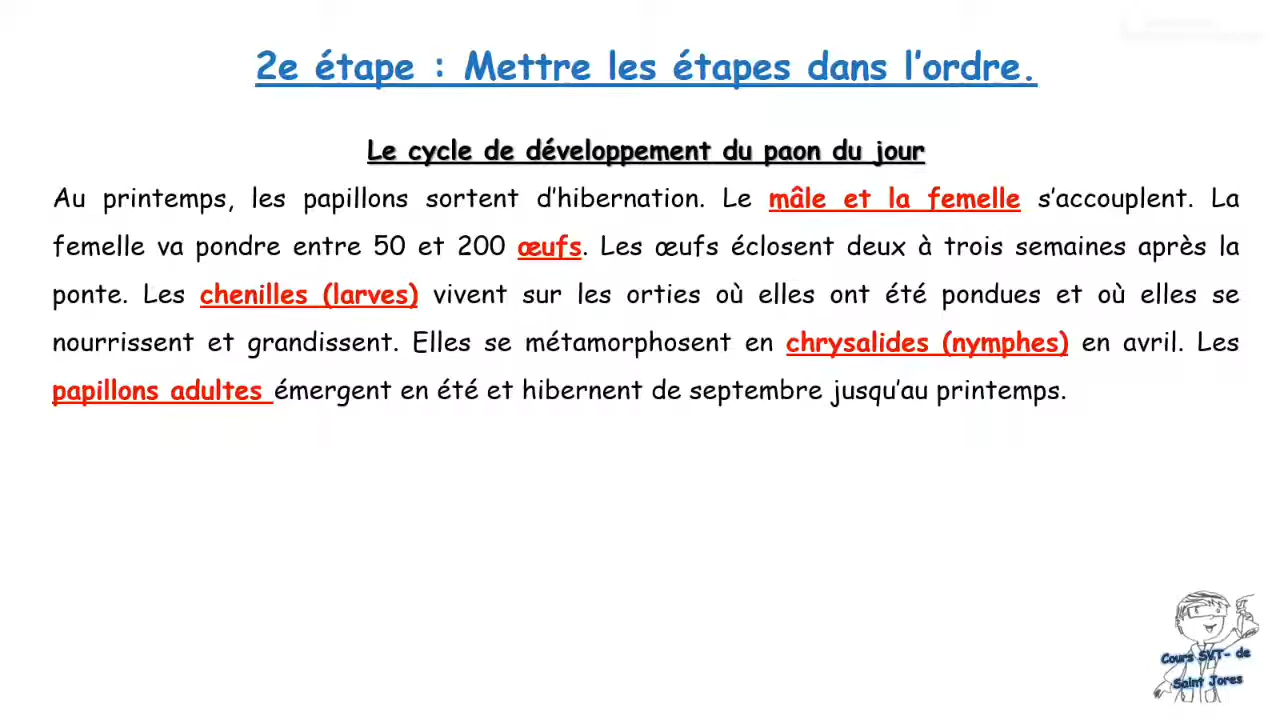 2e étape : Mettre les étapes dans l’ordre.
Le cycle de développement du paon du jour
Au printemps, les papillons sortent d’hibernation. Le mâle et la femelle s’accouplent. La
femelle va pondre entre 50 et 200 œufs. Les œufs éclosent deux à trois semaines après la
ponte. Les chenilles (larves) vivent sur les orties où elles ont été pondues et où elles se
nourrissent et grandissent. Elles se métamorphosent en chrysalides (nymphes) en avril. Les
papillons adultes émergent en été et hibernent de septembre jusqu’au printemps.
Cours SVT- de
Saint Jores